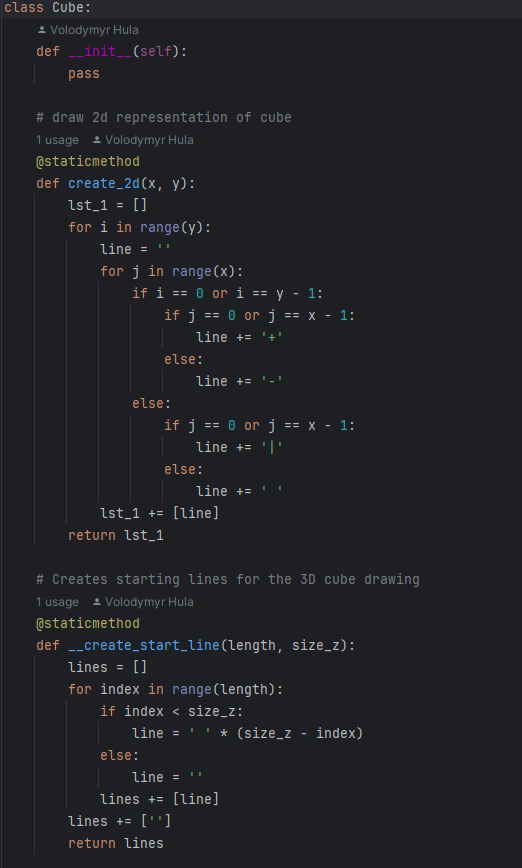 class Cube:
Volodymyr Hula
    def __init__(self):
        pass

    # draw 2d representation of cube
1 usage Volodymyr Hula
    @staticmethod
    def create_2d(x, y):
        lst_1 = []
        for i in range(y):
            line = ''
            for j in range(x):
                if i == 0 or i == y - 1:
                    if j == 0 or j == x - 1:
                        line += '+'
                    else:
                        line += '-'
                else:
                    if j == 0 or j == x - 1:
                        line += '|'
                    else:
                        line += ' '
            lst_1 += [line]
        return lst_1

    # Creates starting lines for the 3D cube drawing
1 usage Volodymyr Hula
    @staticmethod
    def __create_start_line(length, size_z):
        lines = []
        for index in range(length):
            if index < size_z:
                line = ' ' * (size_z - index)
            else:
                line = ''
            lines += [line]
        lines += ['']
        return lines